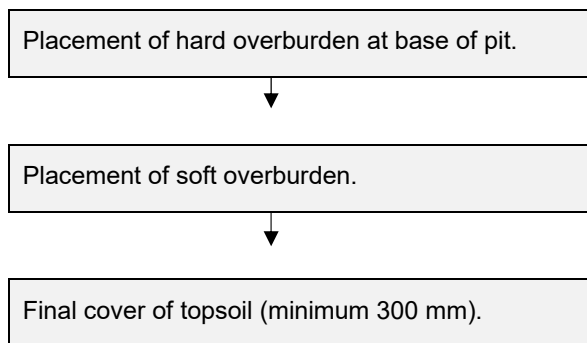 Placement of hard overburden at base of pit.
Placement of soft overburden.
Final cover of topsoil (minimum 300 mm).